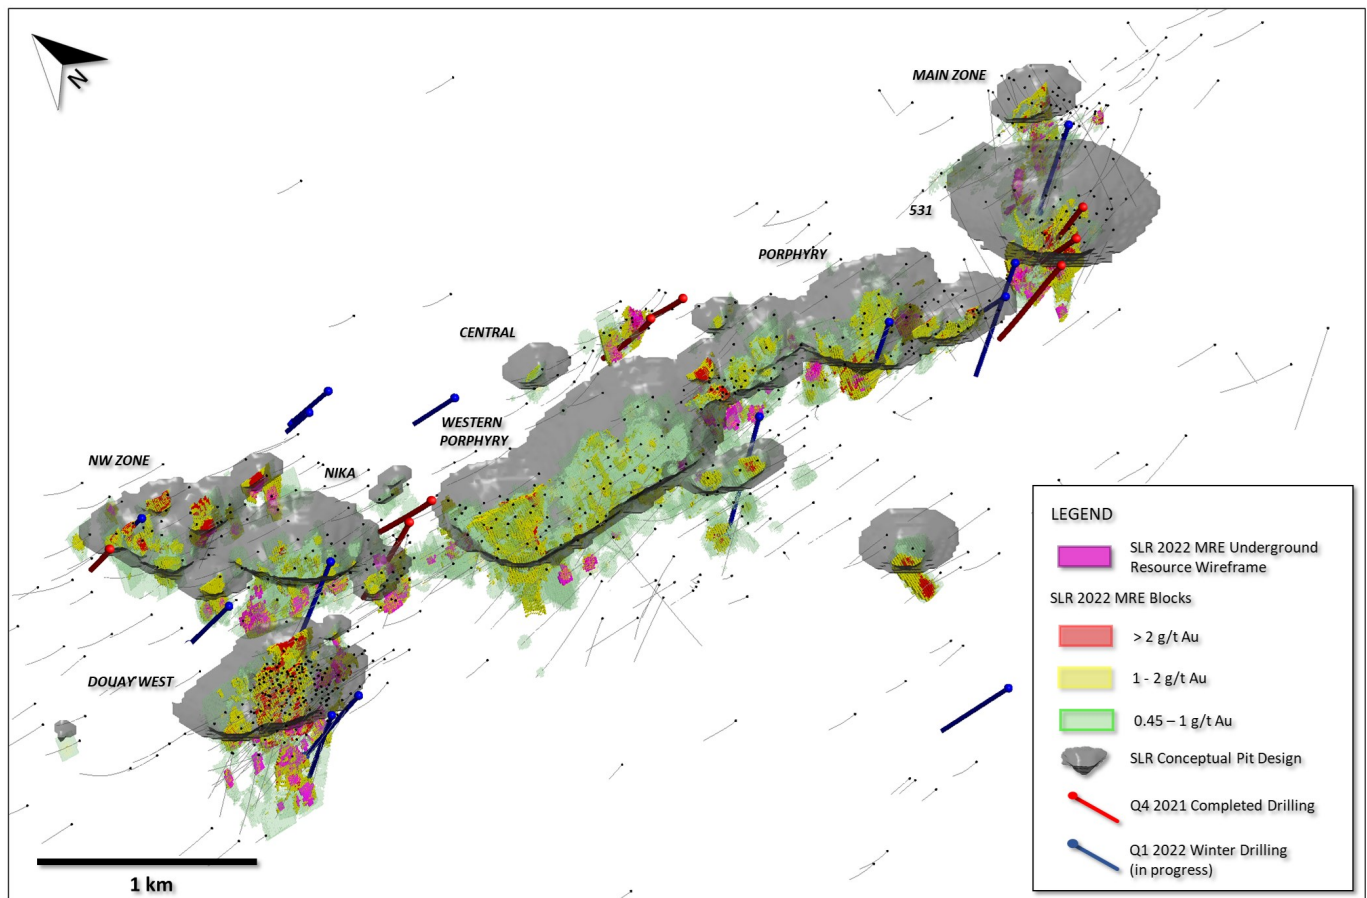 N
MAIN ZONE
531
PORPHYRY
CENTRAL
WESTERN
PORPHYRY
NW ZONE
NIKA
DOUAY WEST
1 km
LEGEND
SLR 2022 MRE Underground
Resource Wireframe
SLR 2022 MRE Blocks
> 2 g/t Au
1 - 2 g/t Au
0.45 – 1 g/t Au
SLR Conceptual Pit Design
Q4 2021 Completed Drilling
Q1 2022 Winter Drilling
(in progress)